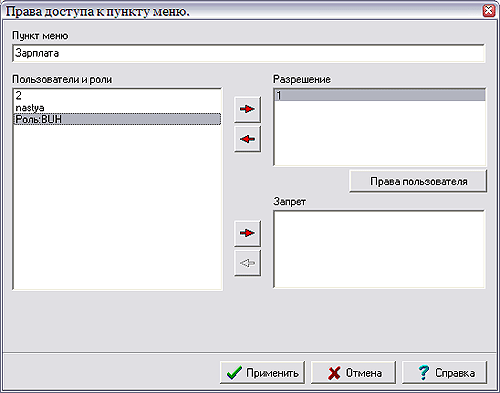 Права доступа к пункту меню.
Пункт меню
Зарплата
Пользователи и роли
Разрешение
2
nastya
Роль:BUH
1
Права пользователя
Запрет
Применить
Отмена
? Справка